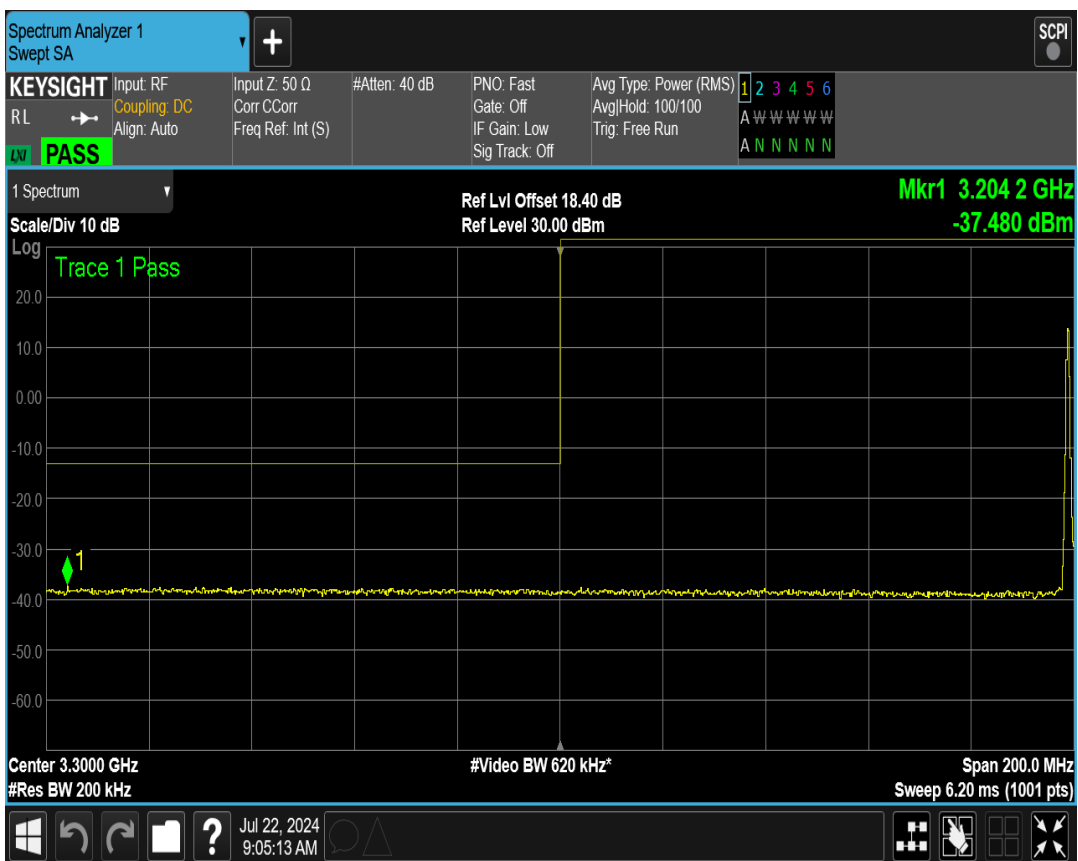 Spectrum Analyzer 1
Swept SA
+
SCPI
KEYSIGHT
RL
LXI PASS
Input: RF
Coupling: DC
Align: Auto
Input Z: 50 Ω
Corr CCorr
Freq Ref: Int (S)
#Atten: 40 dB
PNO: Fast
Gate: Off
IF Gain: Low
Sig Track: Off
Avg Type: Power (RMS)
Avg|Hold: 100/100
Trig: Free Run
1 2 3 4 5 6
A W W W W W
A N N N N N
1 Spectrum
Scale/Div 10 dB
Ref Lvl Offset 18.40 dB
Ref Level 30.00 dBm
Mkr1 3.204 2 GHz
-37.480 dBm
Log
Trace 1 Pass
20.0
10.0
0.00
-10.0
-20.0
-30.0
1
-40.0
-50.0
-60.0
Center 3.3000 GHz
#Res BW 200 kHz
#Video BW 620 kHz*
Span 200.0 MHz
Sweep 6.20 ms (1001 pts)
?
Jul 22, 2024
9:05:13 AM